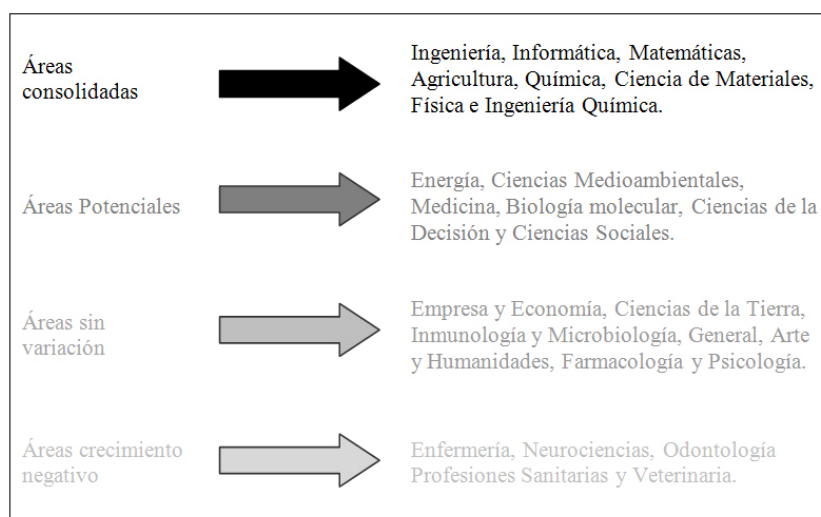 Áreas
consolidadas
Ingeniería, Informática, Matemáticas,
Agricultura, Química, Ciencia de Materiales,
Física e Ingeniería Química.
Áreas Potenciales
Energía, Ciencias Medioambientales,
Medicina, Biología molecular, Ciencias de la
Decisión y Ciencias Sociales.
Áreas sin
variación
Empresa y Economía, Ciencias de la Tierra,
Inmunología y Microbiología, General, Arte
y Humanidades, Farmacología y Psicología.
Áreas crecimiento
negativo
Enfermería, Neurociencias, Odontología
Profesiones Sanitarias y Veterinaria.